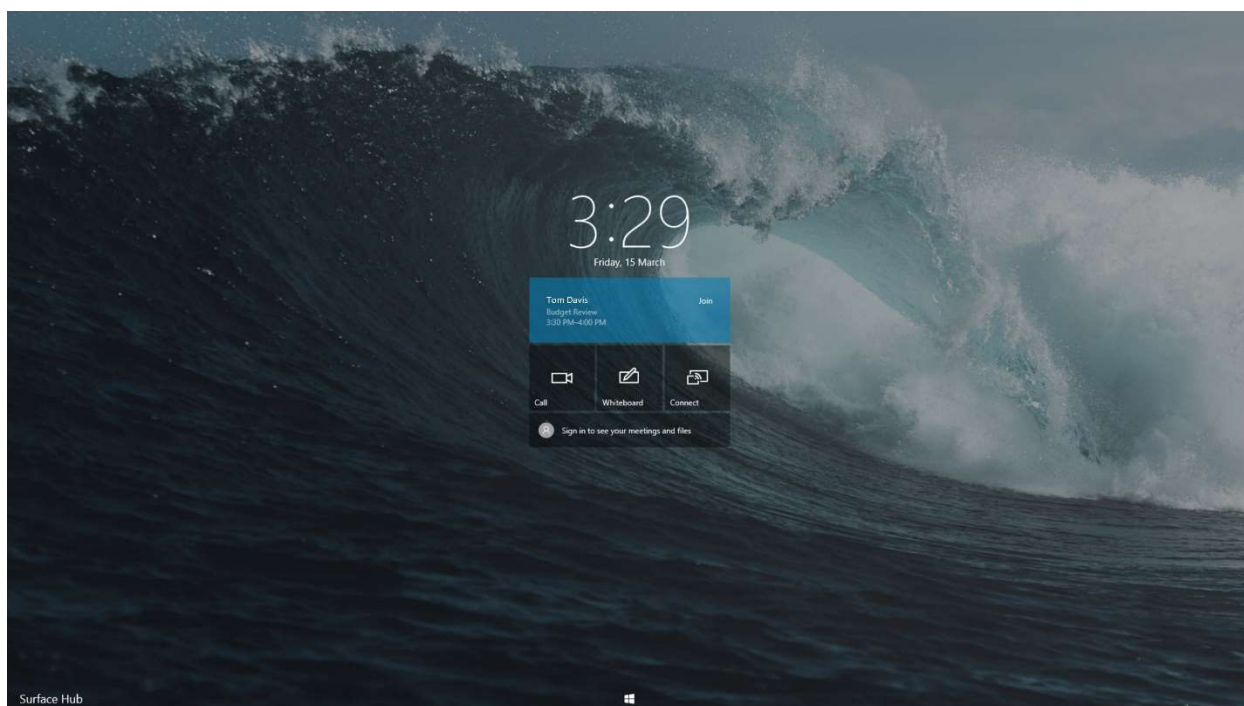 3:29
Friday, 15 March
Tom Davis
Join
Budget Review
3:30 PM–4:00 PM
Call
Whiteboard
Connect
Sign in to see your meetings and files
Surface Hub